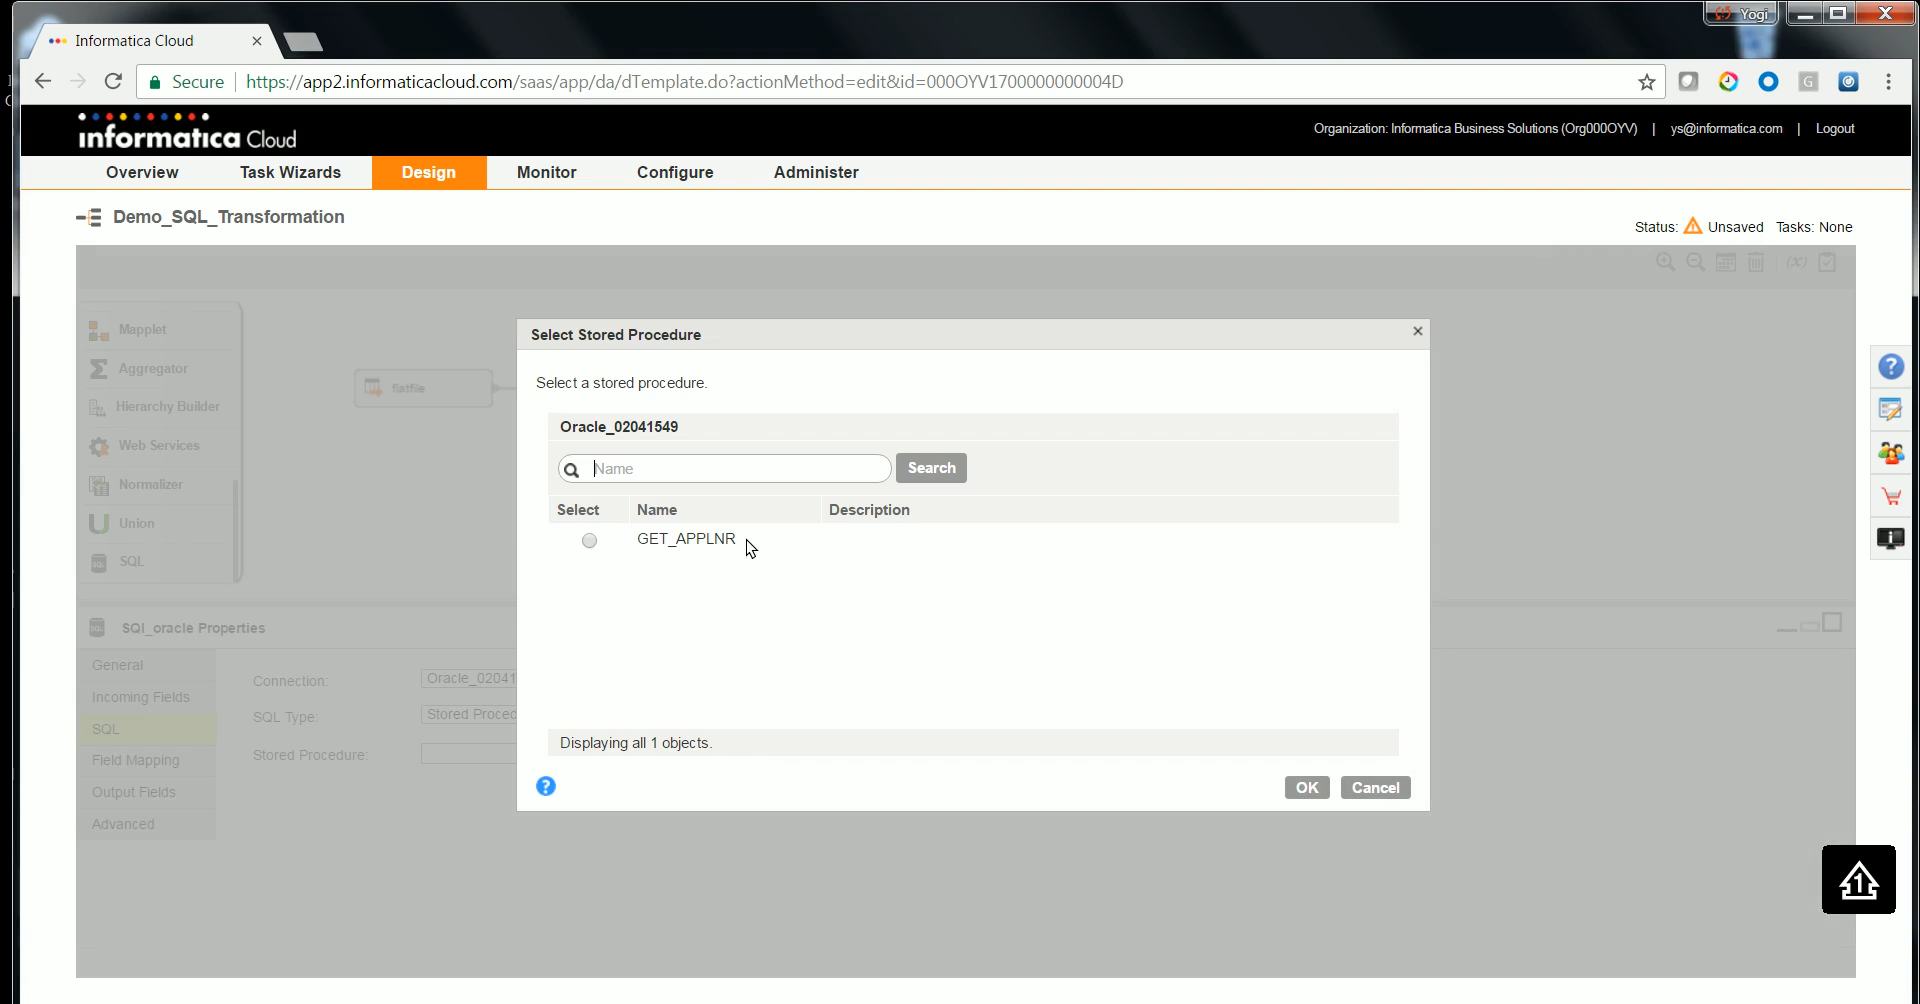 Yogi
Informatica Cloud
Secure https://app2.informaticacloud.com/saas/app/da/dTemplate.do?actionMethod=edit&id=000OYV1700000000004D
informatica Cloud
Organization: Informatica Business Solutions (Org000OYV) | ys@informatica.com | Logout
Overview Task Wizards Design Monitor Configure Administer
Demo_SQL_Transformation
Status: Unsaved Tasks: None
(x)
Mapplet
Aggregator
Hierarchy Builder
Web Services
Normalizer
Union
SQL
flatfile
Select Stored Procedure
Select a stored procedure.
Oracle_02041549
Name Search
Select Name Description
GET_APPLNR
Displaying all 1 objects.
OK Cancel
SQl_oracle Properties
General
Incoming Fields
SQL
Field Mapping
Output Fields
Advanced
Connection: Oracle_02041
SQL Type: Stored Proced
Stored Procedure:
1